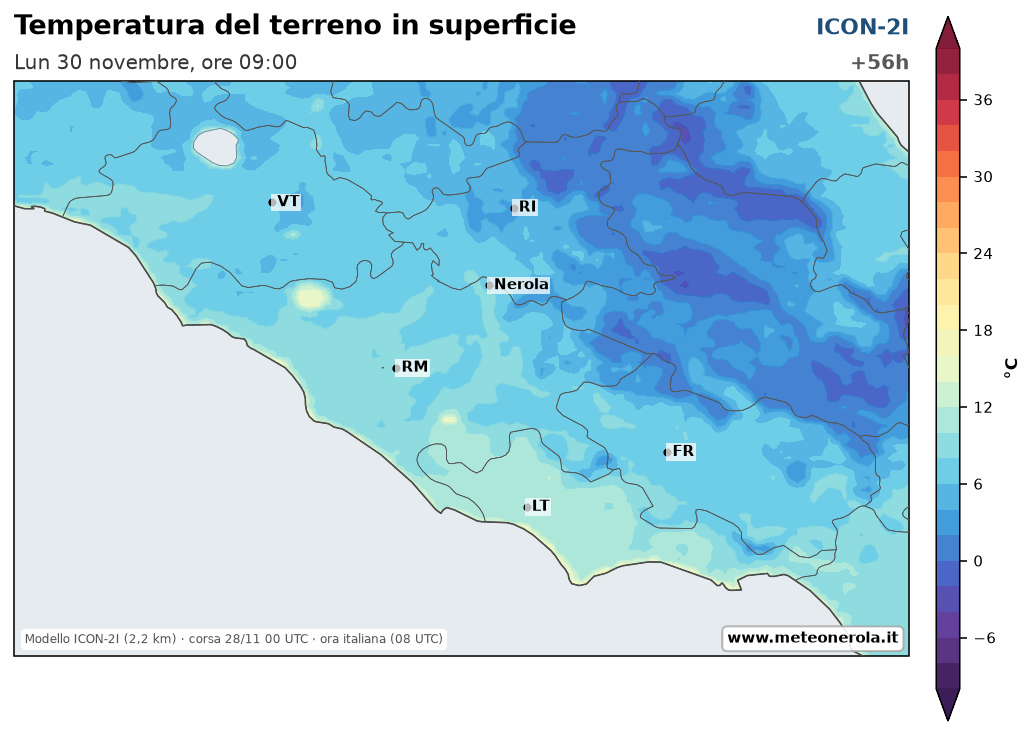 Temperatura del terreno in superficie
ICON-2I
Lun 30 novembre, ore 09:00
+56h
VT
RI
Nerola
RM
FR
LT
36
30
24
18
12
6
0
−6
°C
Modello ICON-2I (2,2 km) · corsa 28/11 00 UTC · ora italiana (08 UTC)
www.meteonerola.it